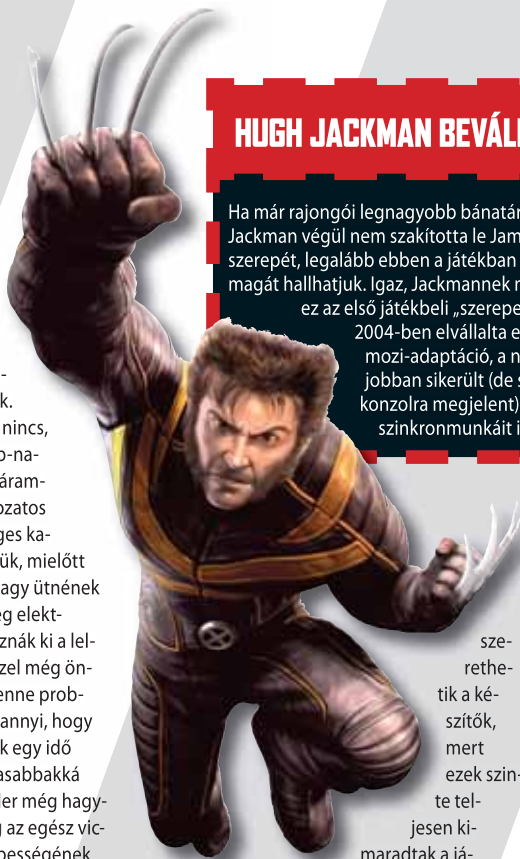 HUGH JACKMAN
Ha már rajongói legnagyobb
Jackman végül nem szakította le
szerepét, legalább ebben a játékban
magát hallhatjuk. Igaz, Jackmannek
ez az első játékbeli
2004-ben elvállalta
mozi-adaptáció, a
jobban sikerült (de
konzolra megjelent)
szinkronmunkáit
-
k.
nincs,
o-na-
áram-
ozatos
ges ka-
ük, mielőtt
agy ütnének
eg elekt-
znák ki a lel-
zel még ön-
enne prob-
annyi, hogy
k egy idő
asabbakká
ler még hagy-
g az egész vic-
pességének
sze-
rethe-
tik a ké-
szítők,
mert
ezek szin-
te tel-
jesen ki-
maradtak a já-